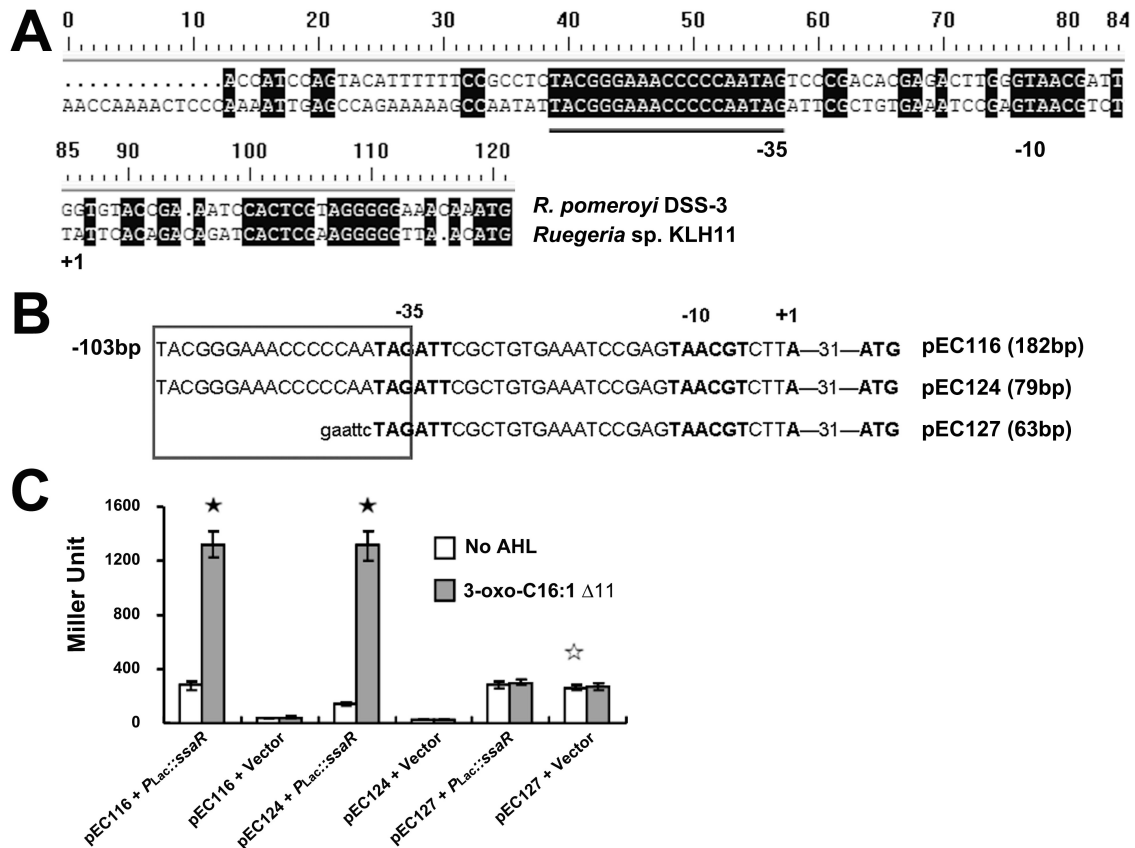 A
0 10 20 30 40 50 60 70 80 84
.............ACCATCCAGTACATTTTTTCCGCCTCTACGGGAAACCCCCAATAGTCCCGACACGAGACTTGGGTAACGATT
AACCAAAACTCCCAAAATTGAGCCAGAAAAAGCCAATATTACGGGAAACCCCCAATAGATTCGCTGTGAAATCCGAGTAACGTCT
-35 -10
85 90 100 110 120
GGTGTACCGA.AATCCACTCGTAGGGGGAAACAAATG R. pomeroyi DSS-3
TATTCACAGACAGATCACTCGAAGGGGGTTA.ACATG Ruegeria sp. KLH11
+1
B
-35 -10 +1
-103bp TACGGGAAACCCCCAATAGATTCGCTGTGAAATCCGAGTAACGTCTTA—31—ATG pEC116 (182bp)
TACGGGAAACCCCCAATAGATTCGCTGTGAAATCCGAGTAACGTCTTA—31—ATG pEC124 (79bp)
gaattcTAGATTCGCTGTGAAATCCGAGTAACGTCTTA—31—ATG pEC127 (63bp)
C
Miller Unit
1600
1200
800
400
0
No AHL
3-oxo-C16:1 Δ11
pEC116 + PLac::ssaR
pEC116 + Vector
pEC124 + PLac::ssaR
pEC124 + Vector
pEC127 + PLac::ssaR
pEC127 + Vector